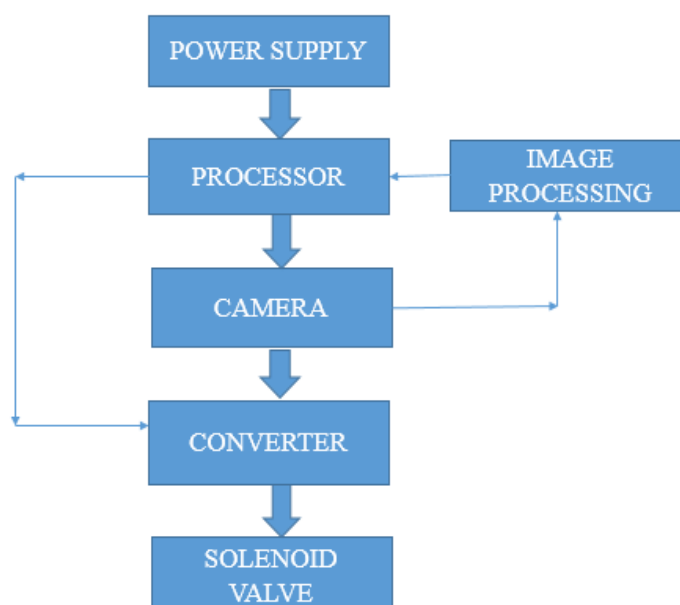 POWER SUPPLY
PROCESSOR
IMAGE
PROCESSING
CAMERA
CONVERTER
SOLENOID
VALVE